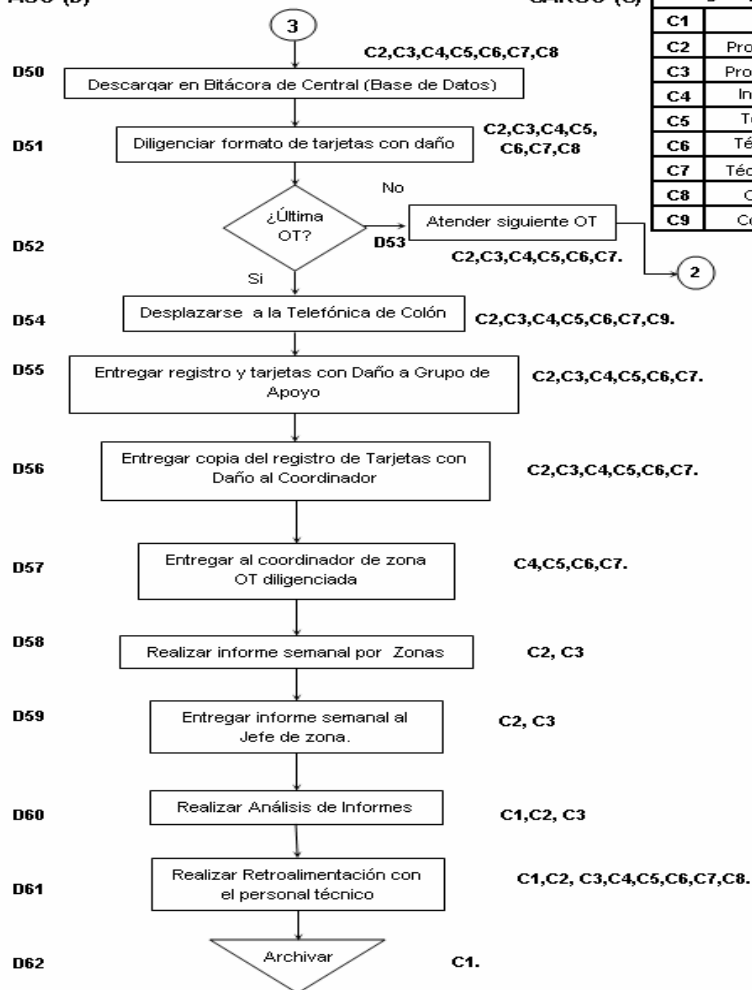 CARGO (C)
3
C1
C2
C3
C4
C5
C6
C7
C8
C9
C2,C3,C4,C5,C6,C7,C8
D50
Descargar en Bitácora de Central (Base de Datos)
D51
Diligenciar formato de tarjetas con daño
C2,C3,C4,C5,
C6,C7,C8
D52
¿Última
OT?
No
D53
Atender siguiente OT
C2,C3,C4,C5,C6,C7.
2
Si
D54
Desplazarse a la Telefónica de Colón
C2,C3,C4,C5,C6,C7,C9.
D55
Entregar registro y tarjetas con Daño a Grupo de
Apoyo
C2,C3,C4,C5,C6,C7.
D56
Entregar copia del registro de Tarjetas con
Daño al Coordinador
C2,C3,C4,C5,C6,C7.
D57
Entregar al coordinador de zona
OT diligenciada
C4,C5,C6,C7.
D58
Realizar informe semanal por Zonas
C2, C3
D59
Entregar informe semanal al
Jefe de zona.
C2, C3
D60
Realizar Análisis de Informes
C1,C2, C3
D61
Realizar Retroalimentación con
el personal técnico
C1,C2, C3,C4,C5,C6,C7,C8.
D62
Archivar
C1.